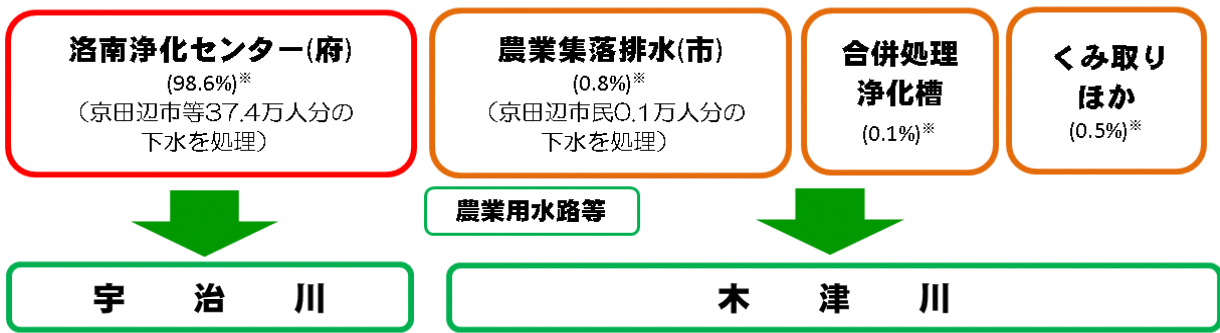 洛南浄化センター(府)
(98.6%)※
（京田辺市等37.4万人分の
下水を処理）
農業集落排水(市)
(0.8%)※
（京田辺市民0.1万人分の
下水を処理）
合併処理
浄化槽
(0.1%)※
くみ取り
ほか
(0.5%)※
農業用水路等
宇 治 川
木 津 川